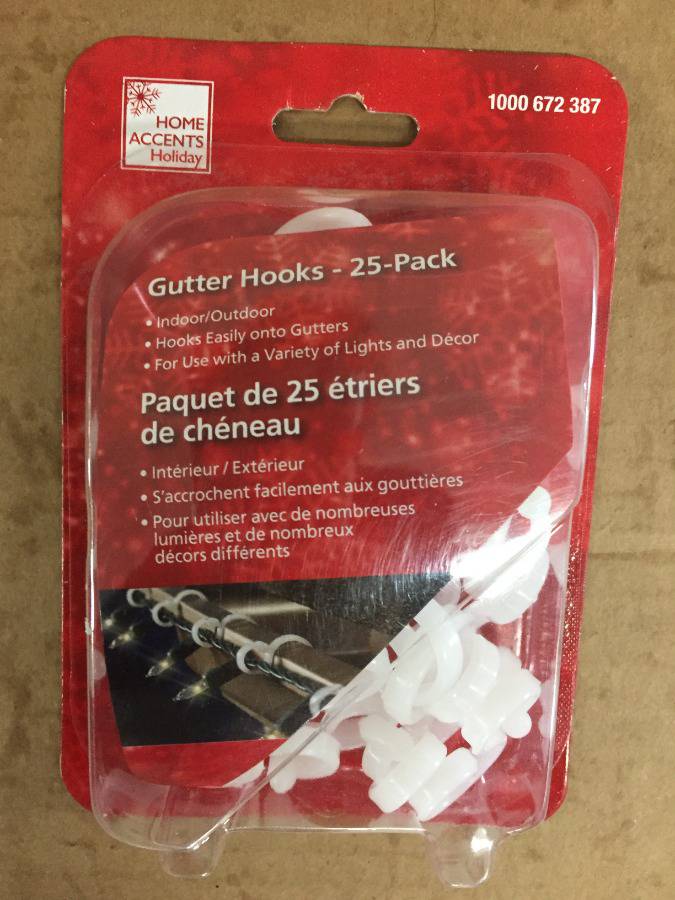 HOME
ACCENTS
Holiday
1000 672 387
Gutter Hooks - 25-Pack
• Indoor/Outdoor
• Hooks Easily onto Gutters
• For Use with a Variety of Lights and Décor
Paquet de 25 étriers
de chéneau
• Intérieur / Extérieur
• S'accrochent facilement aux gouttières
• Pour utiliser avec de nombreuses
lumières et de nombreux
décors différents